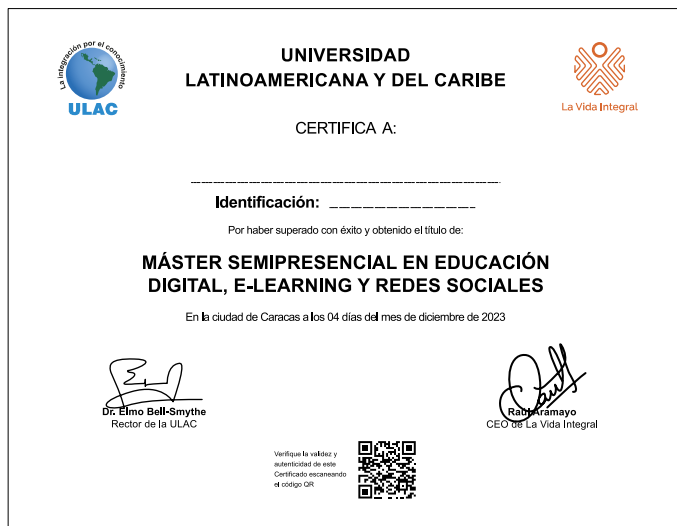 La integración por el conocimiento
ULAC
UNIVERSIDAD
LATINOAMERICANA Y DEL CARIBE
La Vida Integral
CERTIFICA A:
Identificación:
Por haber superado con éxito y obtenido el título de:
MÁSTER SEMIPRESENCIAL EN EDUCACIÓN
DIGITAL, E-LEARNING Y REDES SOCIALES
En la ciudad de Caracas a los 04 días del mes de diciembre de 2023
Dr. Elmo Bell-Smythe
Rector de la ULAC
Raúl Aramayo
CEO de La Vida Integral
Verifique la validez y
autenticidad de este
Certificado escaneando
el código QR